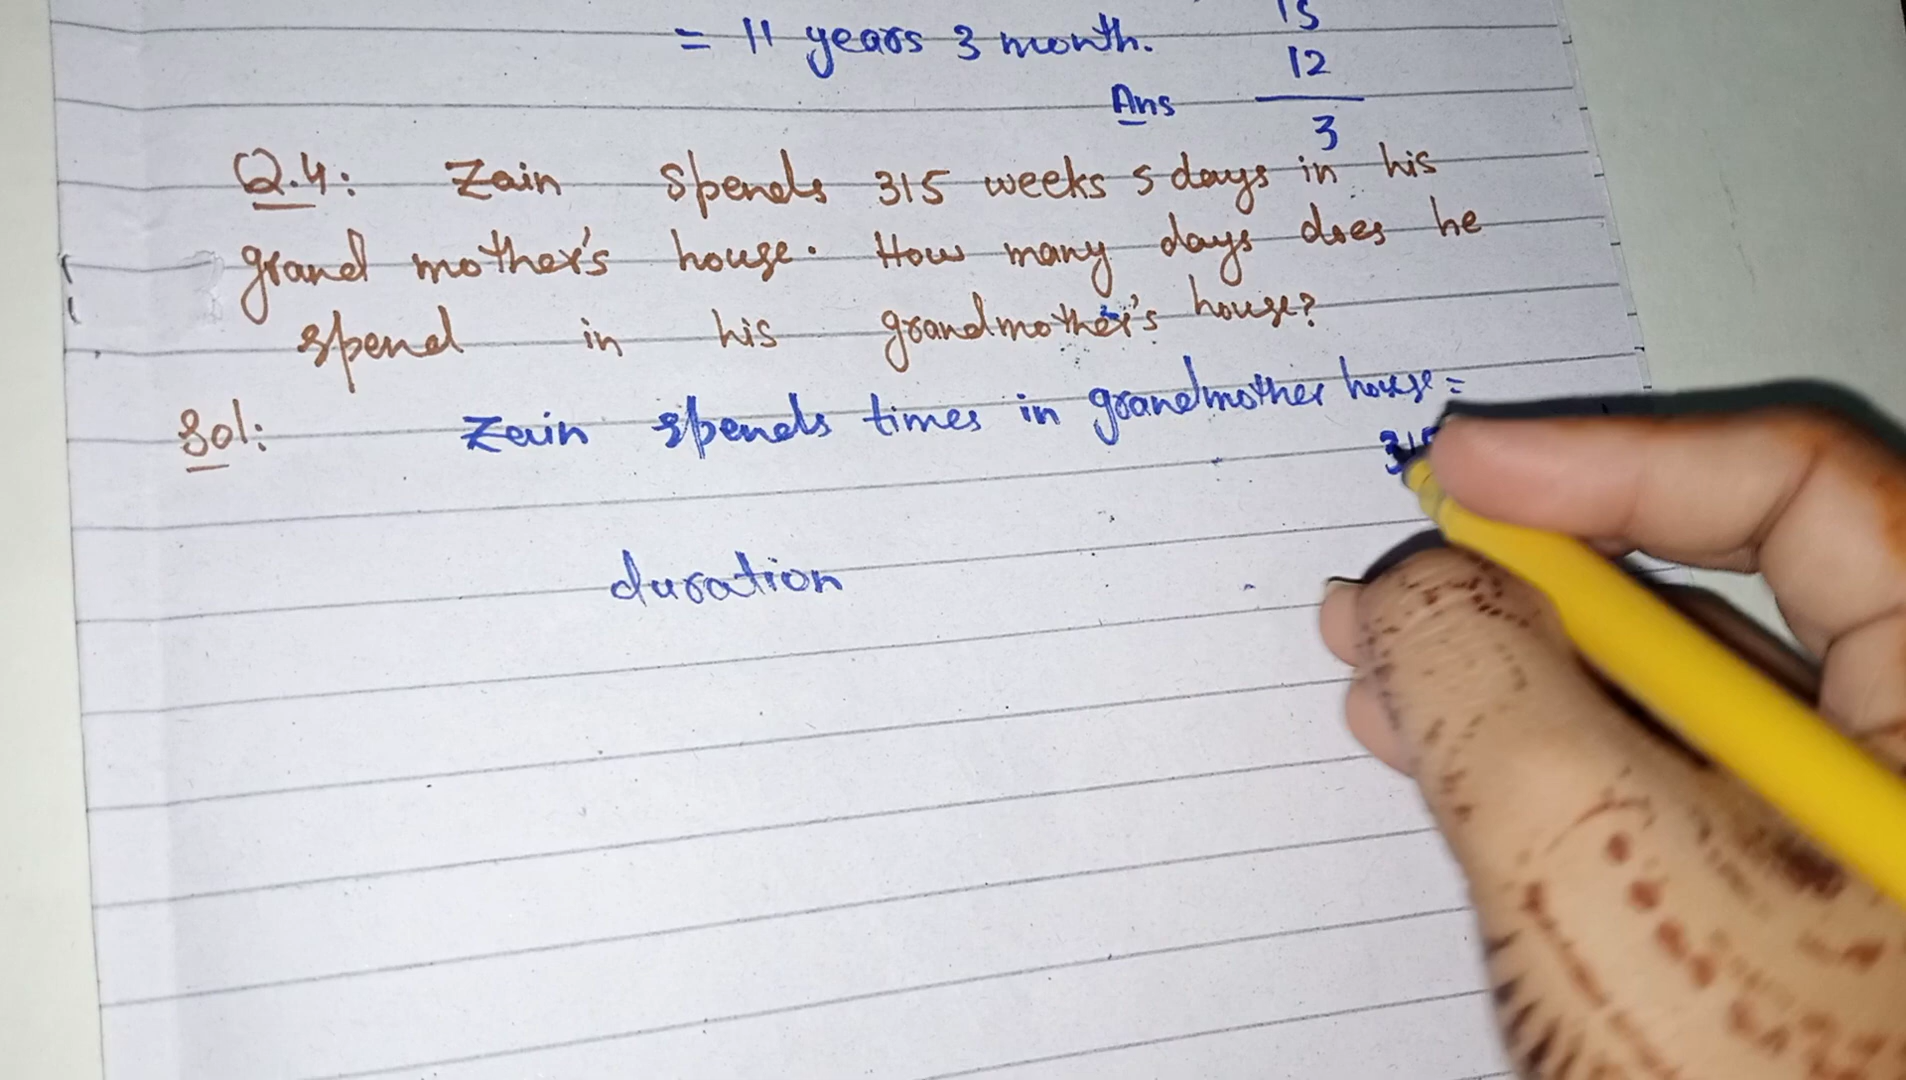 15
= 11 years 3 month.
12
Ans
3
Q.4: Zain spends 315 weeks 5 days in his
grand mother's house. How many days does he
spend in his grandmother's house?
Sol: Zain spends times in grandmother house =
315
duration